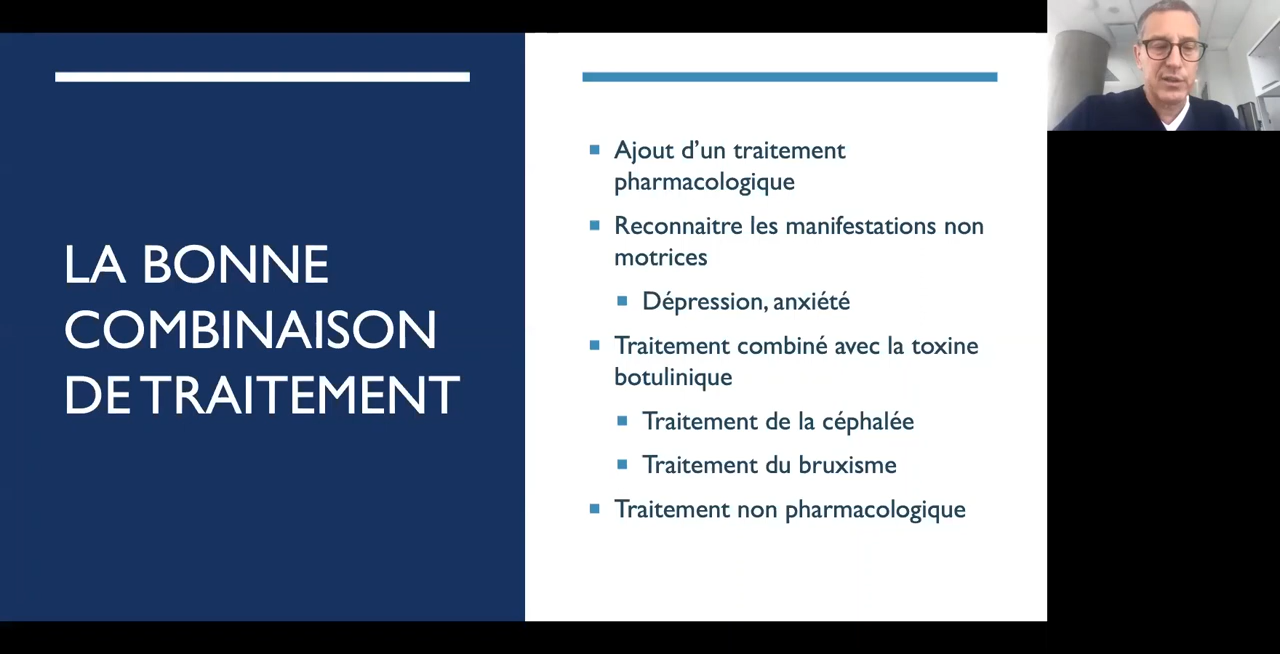 LA BONNE
COMBINAISON
DE TRAITEMENT
Ajout d’un traitement
pharmacologique
Reconnaitre les manifestations non
motrices
Dépression, anxiété
Traitement combiné avec la toxine
botulinique
Traitement de la céphalée
Traitement du bruxisme
Traitement non pharmacologique